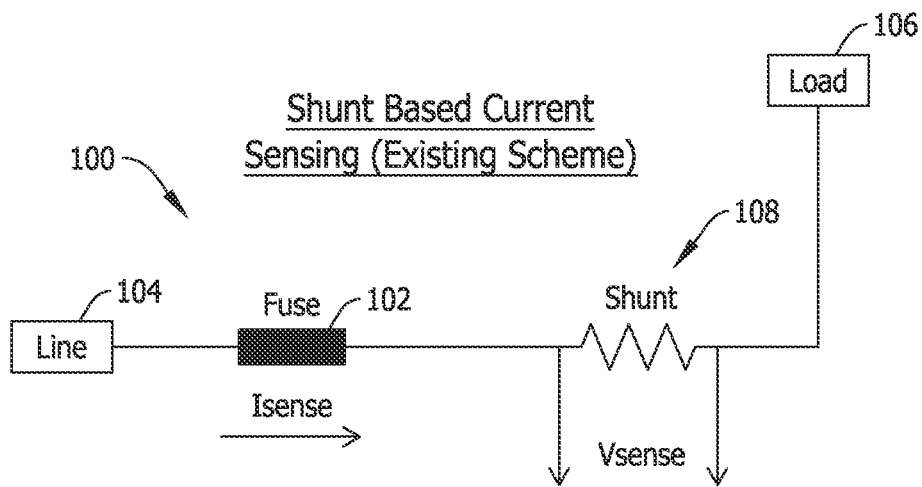 106
Load
Shunt Based Current
Sensing (Existing Scheme)
100
108
104
Fuse
102
Shunt
Line
Isense
Vsense